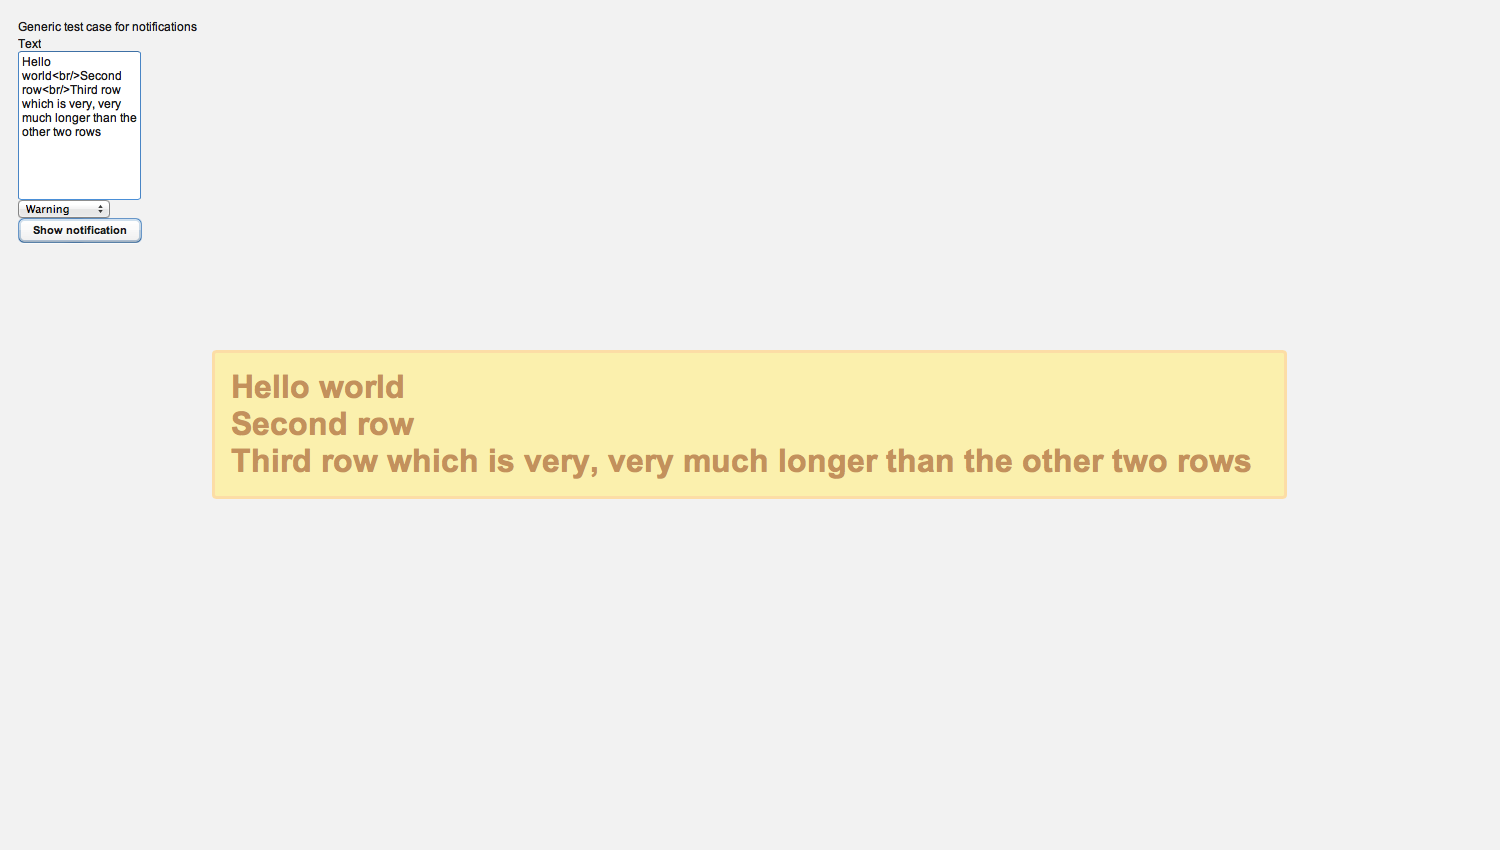 Generic test case for notifications
Text
Hello
world<br/>Second
row<br/>Third row
which is very, very
much longer than the
other two rows
Warning
Show notification
Hello world
Second row
Third row which is very, very much longer than the other two rows